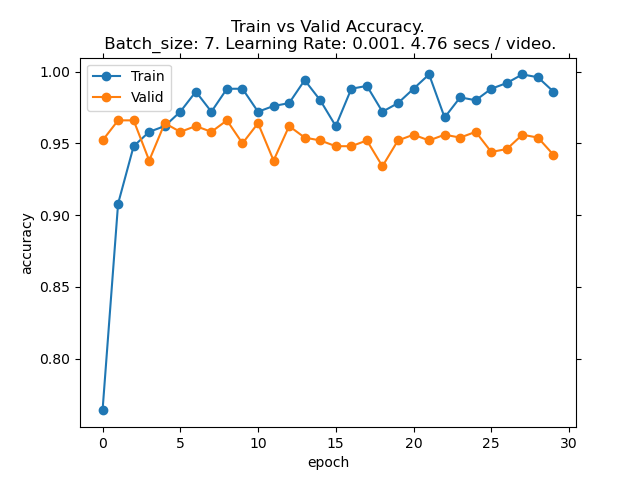 Train vs Valid Accuracy.
Batch_size: 7. Learning Rate: 0.001. 4.76 secs / video.
Train
Valid
1.00
0.95
0.90
0.85
0.80
accuracy
0 5 10 15 20 25 30
epoch